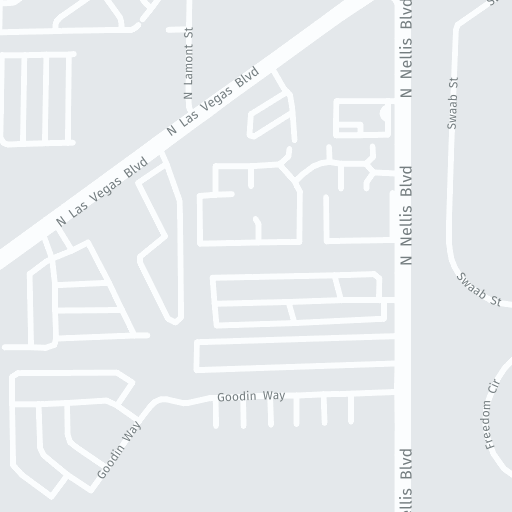 N Nellis Blvd
N Lamont St
N Las Vegas Blvd
Swaab St
N Las Vegas Blvd
N Nellis Blvd
Swaab St
Goodin Way
Freedom Cir
Goodin Way
ellis Blvd